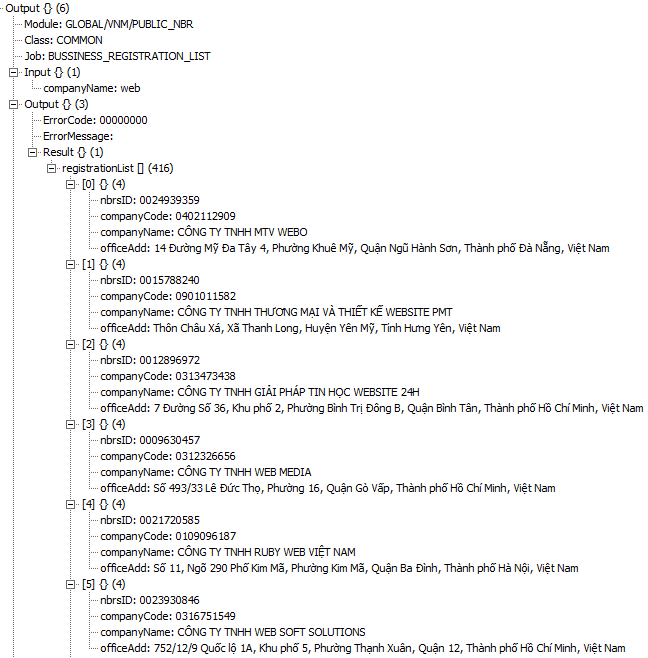 Output {} (6)
Module: GLOBAL/VNM/PUBLIC_NBR
Class: COMMON
Job: BUSSINESS_REGISTRATION_LIST
Input {} (1)
companyName: web
Output {} (3)
ErrorCode: 00000000
ErrorMessage:
Result {} (1)
registrationList [] (416)
[0] {} (4)
nbrsID: 0024939359
companyCode: 0402112909
companyName: CÔNG TY TNHH MTV WEBO
officeAdd: 14 Đường Mỹ Đa Tây 4, Phường Khuê Mỹ, Quận Ngũ Hành Sơn, Thành phố Đà Nẵng, Việt Nam
[1] {} (4)
nbrsID: 0015788240
companyCode: 0901011582
companyName: CÔNG TY TNHH THƯƠNG MẠI VÀ THIẾT KẾ WEBSITE PMT
officeAdd: Thôn Châu Xá, Xã Thanh Long, Huyện Yên Mỹ, Tỉnh Hưng Yên, Việt Nam
[2] {} (4)
nbrsID: 0012896972
companyCode: 0313473438
companyName: CÔNG TY TNHH GIẢI PHÁP TIN HỌC WEBSITE 24H
officeAdd: 7 Đường Số 36, Khu phố 2, Phường Bình Trị Đông B, Quận Bình Tân, Thành phố Hồ Chí Minh, Việt Nam
[3] {} (4)
nbrsID: 0009630457
companyCode: 0312326656
companyName: CÔNG TY TNHH WEB MEDIA
officeAdd: Số 493/33 Lê Đức Thọ, Phường 16, Quận Gò Vấp, Thành phố Hồ Chí Minh, Việt Nam
[4] {} (4)
nbrsID: 0021720585
companyCode: 0109096187
companyName: CÔNG TY TNHH RUBY WEB VIỆT NAM
officeAdd: Số 11, Ngõ 290 Phố Kim Mã, Phường Kim Mã, Quận Ba Đình, Thành phố Hà Nội, Việt Nam
[5] {} (4)
nbrsID: 0023930846
companyCode: 0316751549
companyName: CÔNG TY TNHH WEB SOFT SOLUTIONS
officeAdd: 752/12/9 Quốc lộ 1A, Khu phố 5, Phường Thạnh Xuân, Quận 12, Thành phố Hồ Chí Minh, Việt Nam